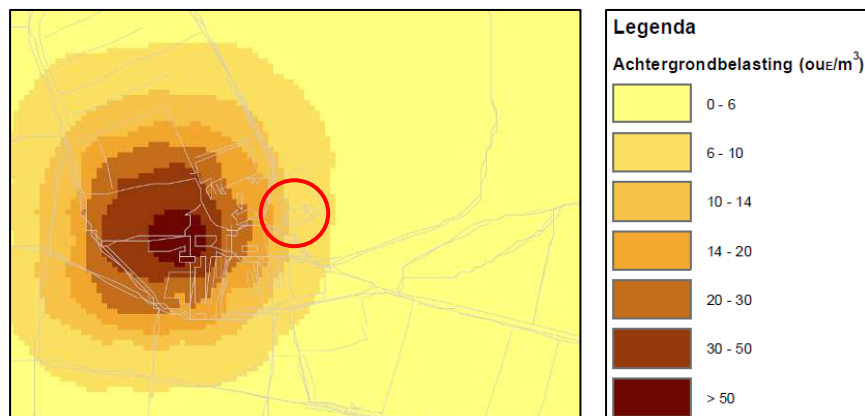 Legenda
Achtergrondbelasting (ouE/m³)
0 - 6
6 - 10
10 - 14
14 - 20
20 - 30
30 - 50
> 50